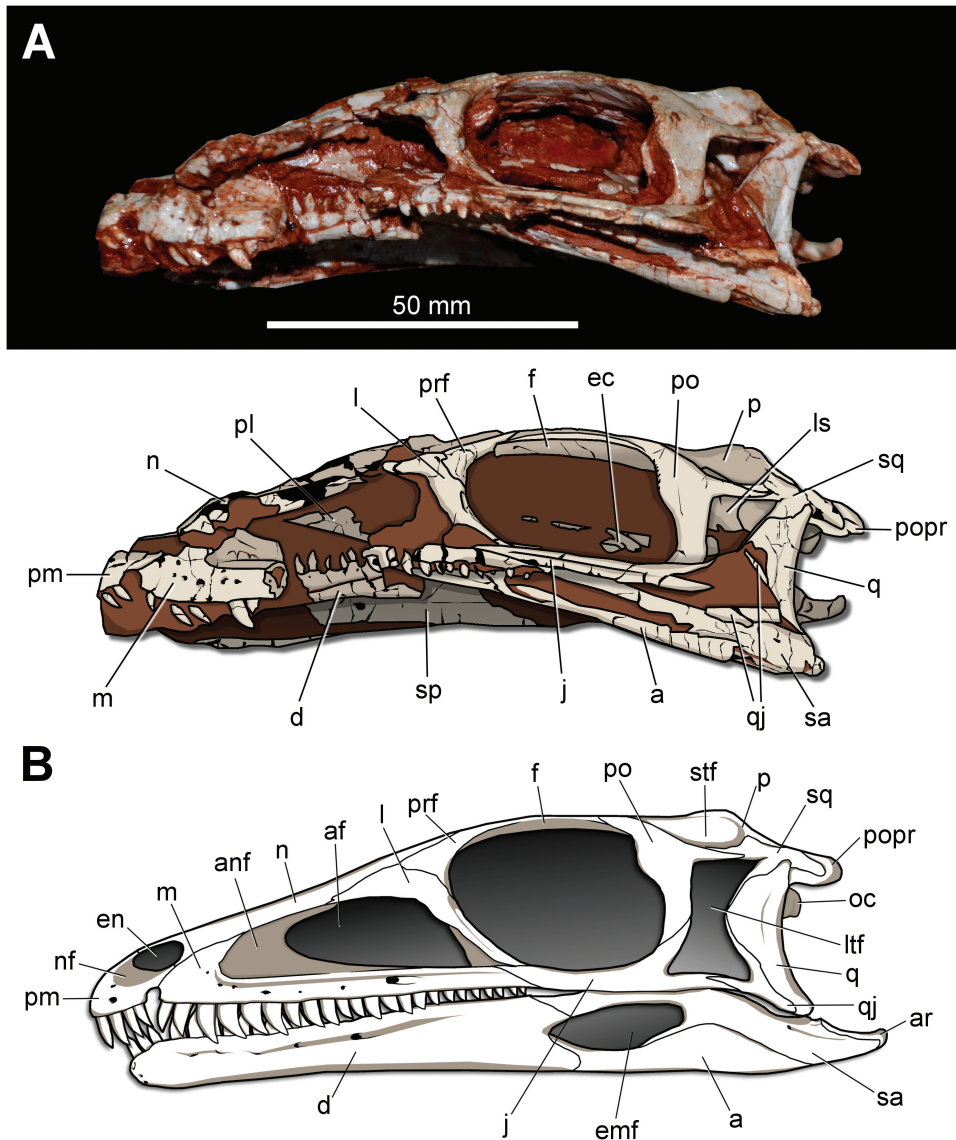 A
50 mm
l prf f ec po p ls sq popr
n pl
pm q
m d sp j a qj sa
B
l prf f po stf p sq popr
en m anf n af
nf oc
pm ltf
q
qj
ar
d j emf a sa